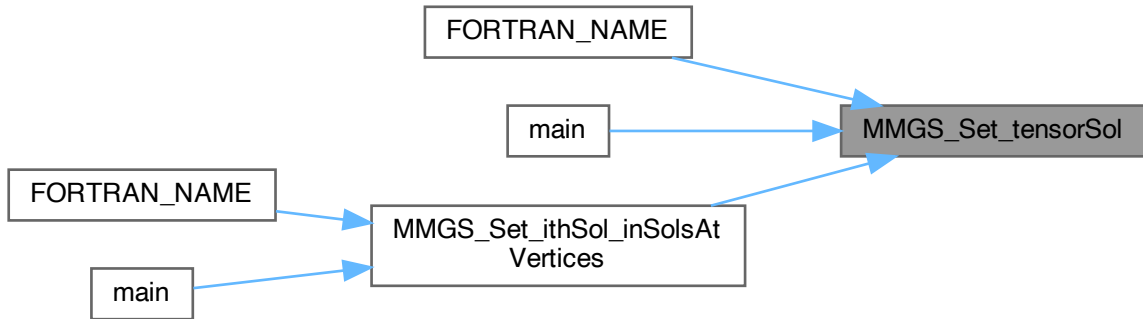 FORTRAN_NAME
main
MMGS_Set_tensorSol
FORTRAN_NAME
MMGS_Set_ithSol_inSolsAt
Vertices
main